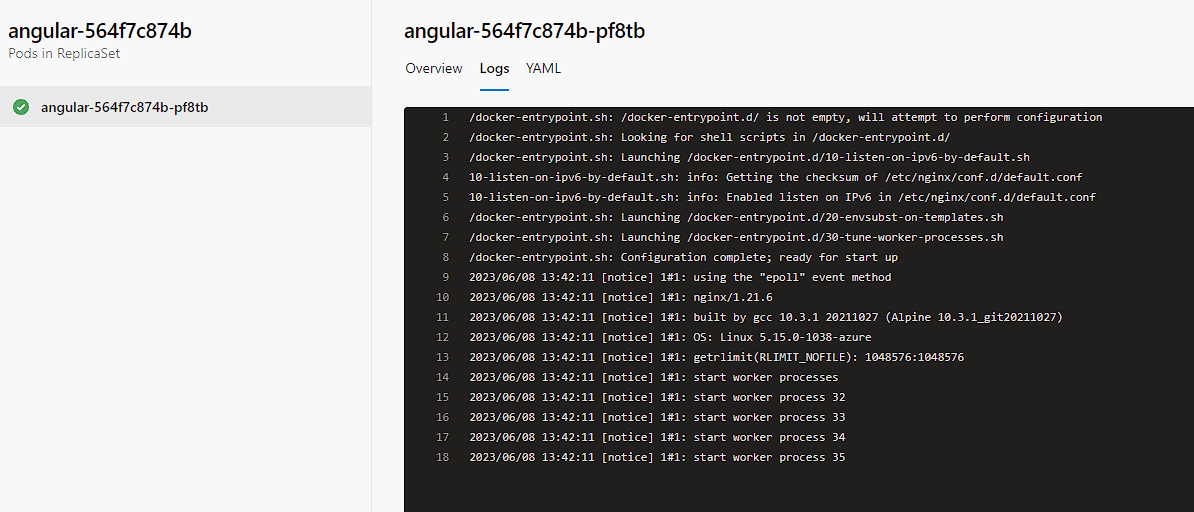 angular-564f7c874b
Pods in ReplicaSet
angular-564f7c874b-pf8tb
angular-564f7c874b-pf8tb
Overview Logs YAML
1 /docker-entrypoint.sh: /docker-entrypoint.d/ is not empty, will attempt to perform configuration
2 /docker-entrypoint.sh: Looking for shell scripts in /docker-entrypoint.d/
3 /docker-entrypoint.sh: Launching /docker-entrypoint.d/10-listen-on-ipv6-by-default.sh
4 10-listen-on-ipv6-by-default.sh: info: Getting the checksum of /etc/nginx/conf.d/default.conf
5 10-listen-on-ipv6-by-default.sh: info: Enabled listen on IPv6 in /etc/nginx/conf.d/default.conf
6 /docker-entrypoint.sh: Launching /docker-entrypoint.d/20-envsubst-on-templates.sh
7 /docker-entrypoint.sh: Launching /docker-entrypoint.d/30-tune-worker-processes.sh
8 /docker-entrypoint.sh: Configuration complete; ready for start up
9 2023/06/08 13:42:11 [notice] 1#1: using the "epoll" event method
10 2023/06/08 13:42:11 [notice] 1#1: nginx/1.21.6
11 2023/06/08 13:42:11 [notice] 1#1: built by gcc 10.3.1 20211027 (Alpine 10.3.1_git20211027)
12 2023/06/08 13:42:11 [notice] 1#1: OS: Linux 5.15.0-1038-azure
13 2023/06/08 13:42:11 [notice] 1#1: getrlimit(RLIMIT_NOFILE): 1048576:1048576
14 2023/06/08 13:42:11 [notice] 1#1: start worker processes
15 2023/06/08 13:42:11 [notice] 1#1: start worker process 32
16 2023/06/08 13:42:11 [notice] 1#1: start worker process 33
17 2023/06/08 13:42:11 [notice] 1#1: start worker process 34
18 2023/06/08 13:42:11 [notice] 1#1: start worker process 35